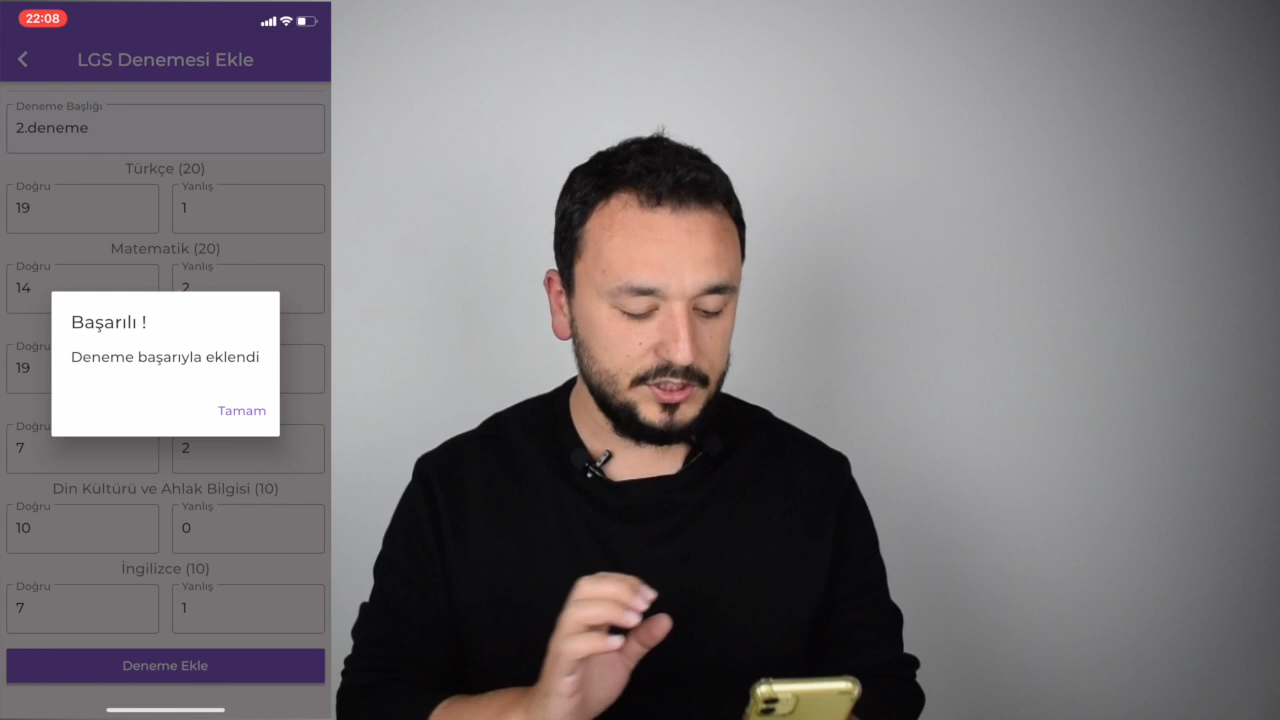 22:08
LGS Denemesi Ekle
Deneme Başlığı
2.deneme
Türkçe (20)
Doğru
Yanlış
19
1
Matematik (20)
Doğru
Yanlış
14
2
Başarılı !
Doğru
Deneme başarıyla eklendi
19
Tamam
Doğru
7
2
Din Kültürü ve Ahlak Bilgisi (10)
Doğru
Yanlış
10
0
İngilizce (10)
Doğru
Yanlış
7
1
Deneme Ekle